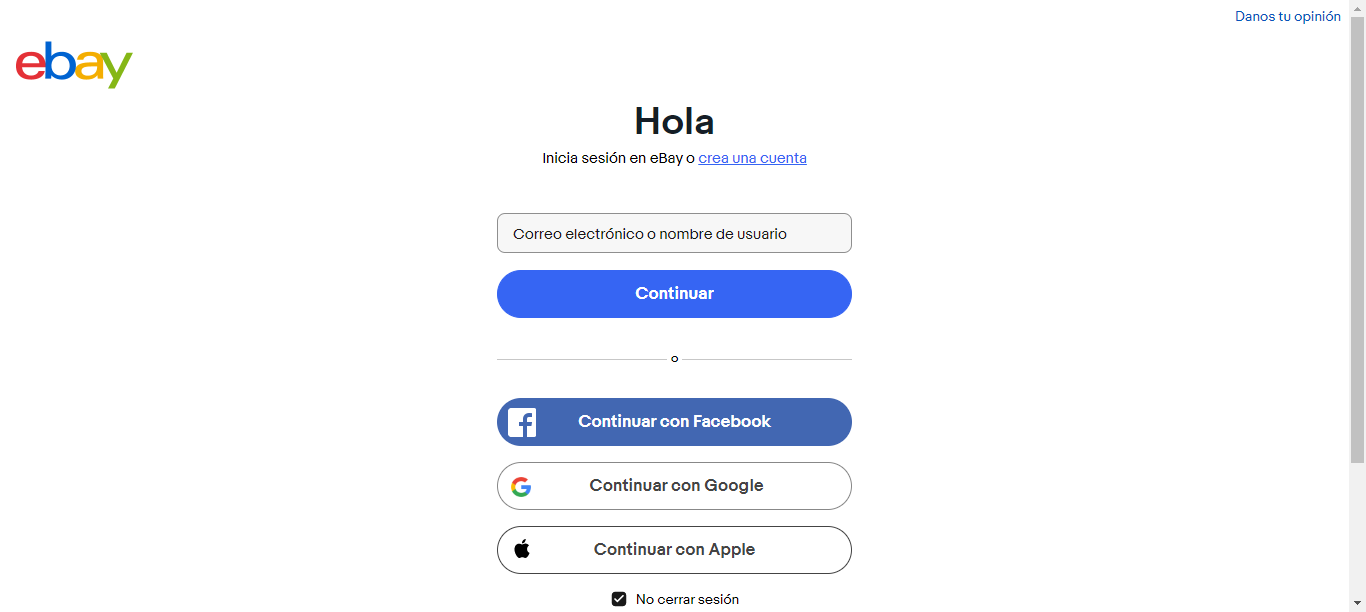 Danos tu opinión
ebay
Hola
Inicia sesión en eBay o crea una cuenta
Correo electrónico o nombre de usuario
Continuar
o
Continuar con Facebook
Continuar con Google
Continuar con Apple
No cerrar sesión